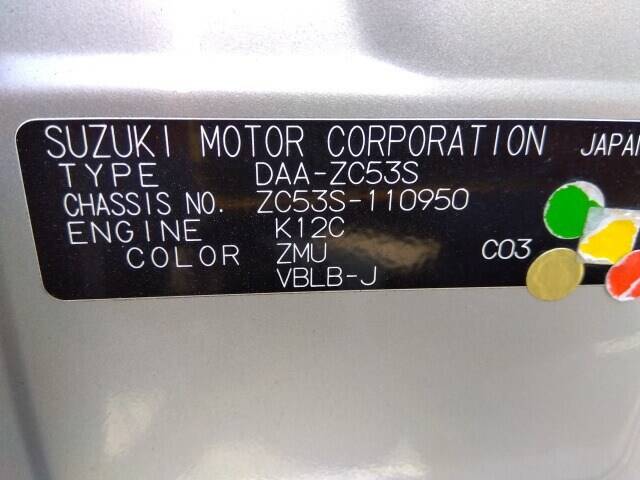 SUZUKI MOTOR CORPORATION JAPAN
TYPE DAA-ZC53S
CHASSIS NO. ZC53S-110950
ENGINE K12C
COLOR ZMU C03
VBLB-J